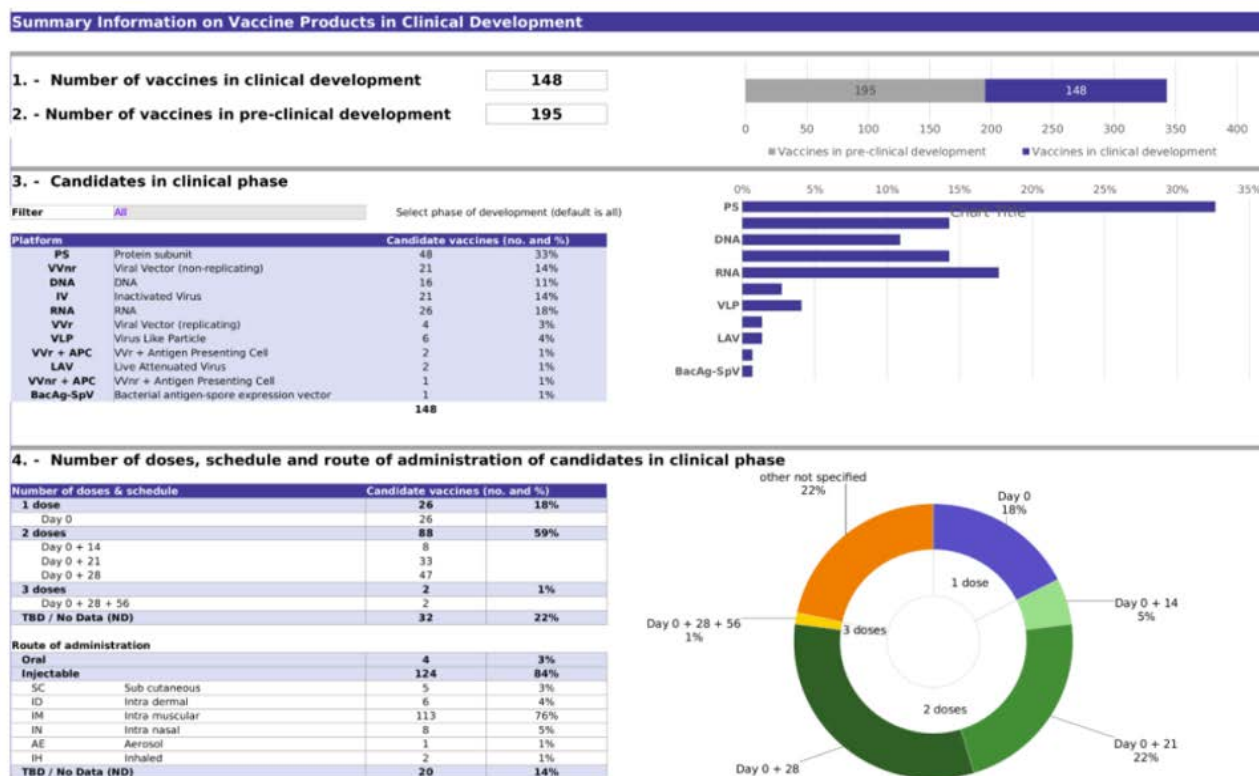 Summary Information on Vaccine Products in Clinical Development
1. - Number of vaccines in clinical development 148
2. - Number of vaccines in pre-clinical development 195
195 148
0 50 100 150 200 250 300 350 400
Vaccines in pre-clinical development Vaccines in clinical development
3. - Candidates in clinical phase
Filter All Select phase of development (default is all)
Platform Candidate vaccines (no. and %)
PS Protein subunit 48 33%
VVnr Viral Vector (non-replicating) 21 14%
DNA DNA 16 11%
IV Inactivated Virus 21 14%
RNA RNA 26 18%
VVr Viral Vector (replicating) 4 3%
VLP Virus Like Particle 6 4%
VVr + APC VVr + Antigen Presenting Cell 2 1%
LAV Live Attenuated Virus 2 1%
VVnr + APC VVnr + Antigen Presenting Cell 1 1%
BacAg-SpV Bacterial antigen-spore expression vector 1 1%
148
0% 5% 10% 15% 20% 25% 30% 35%
Chart Title
PS
DNA
RNA
VLP
LAV
BacAg-SpV
4. - Number of doses, schedule and route of administration of candidates in clinical phase
Number of doses & schedule Candidate vaccines (no. and %)
1 dose 26 18%
Day 0 26
2 doses 88 59%
Day 0 + 14 8
Day 0 + 21 33
Day 0 + 28 47
3 doses 2 1%
Day 0 + 28 + 56 2
TBD / No Data (ND) 32 22%
Route of administration
Oral 4 3%
Injectable 124 84%
SC Sub cutaneous 5 3%
ID Intra dermal 6 4%
IM Intra muscular 113 76%
IN Intra nasal 8 5%
AE Aerosol 1 1%
IH Inhaled 2 1%
TBD / No Data (ND) 20 14%
other not specified
22%
Day 0
18%
1 dose
Day 0 + 14
5%
Day 0 + 28 + 56
1%
3 doses
2 doses
Day 0 + 21
22%
Day 0 + 28